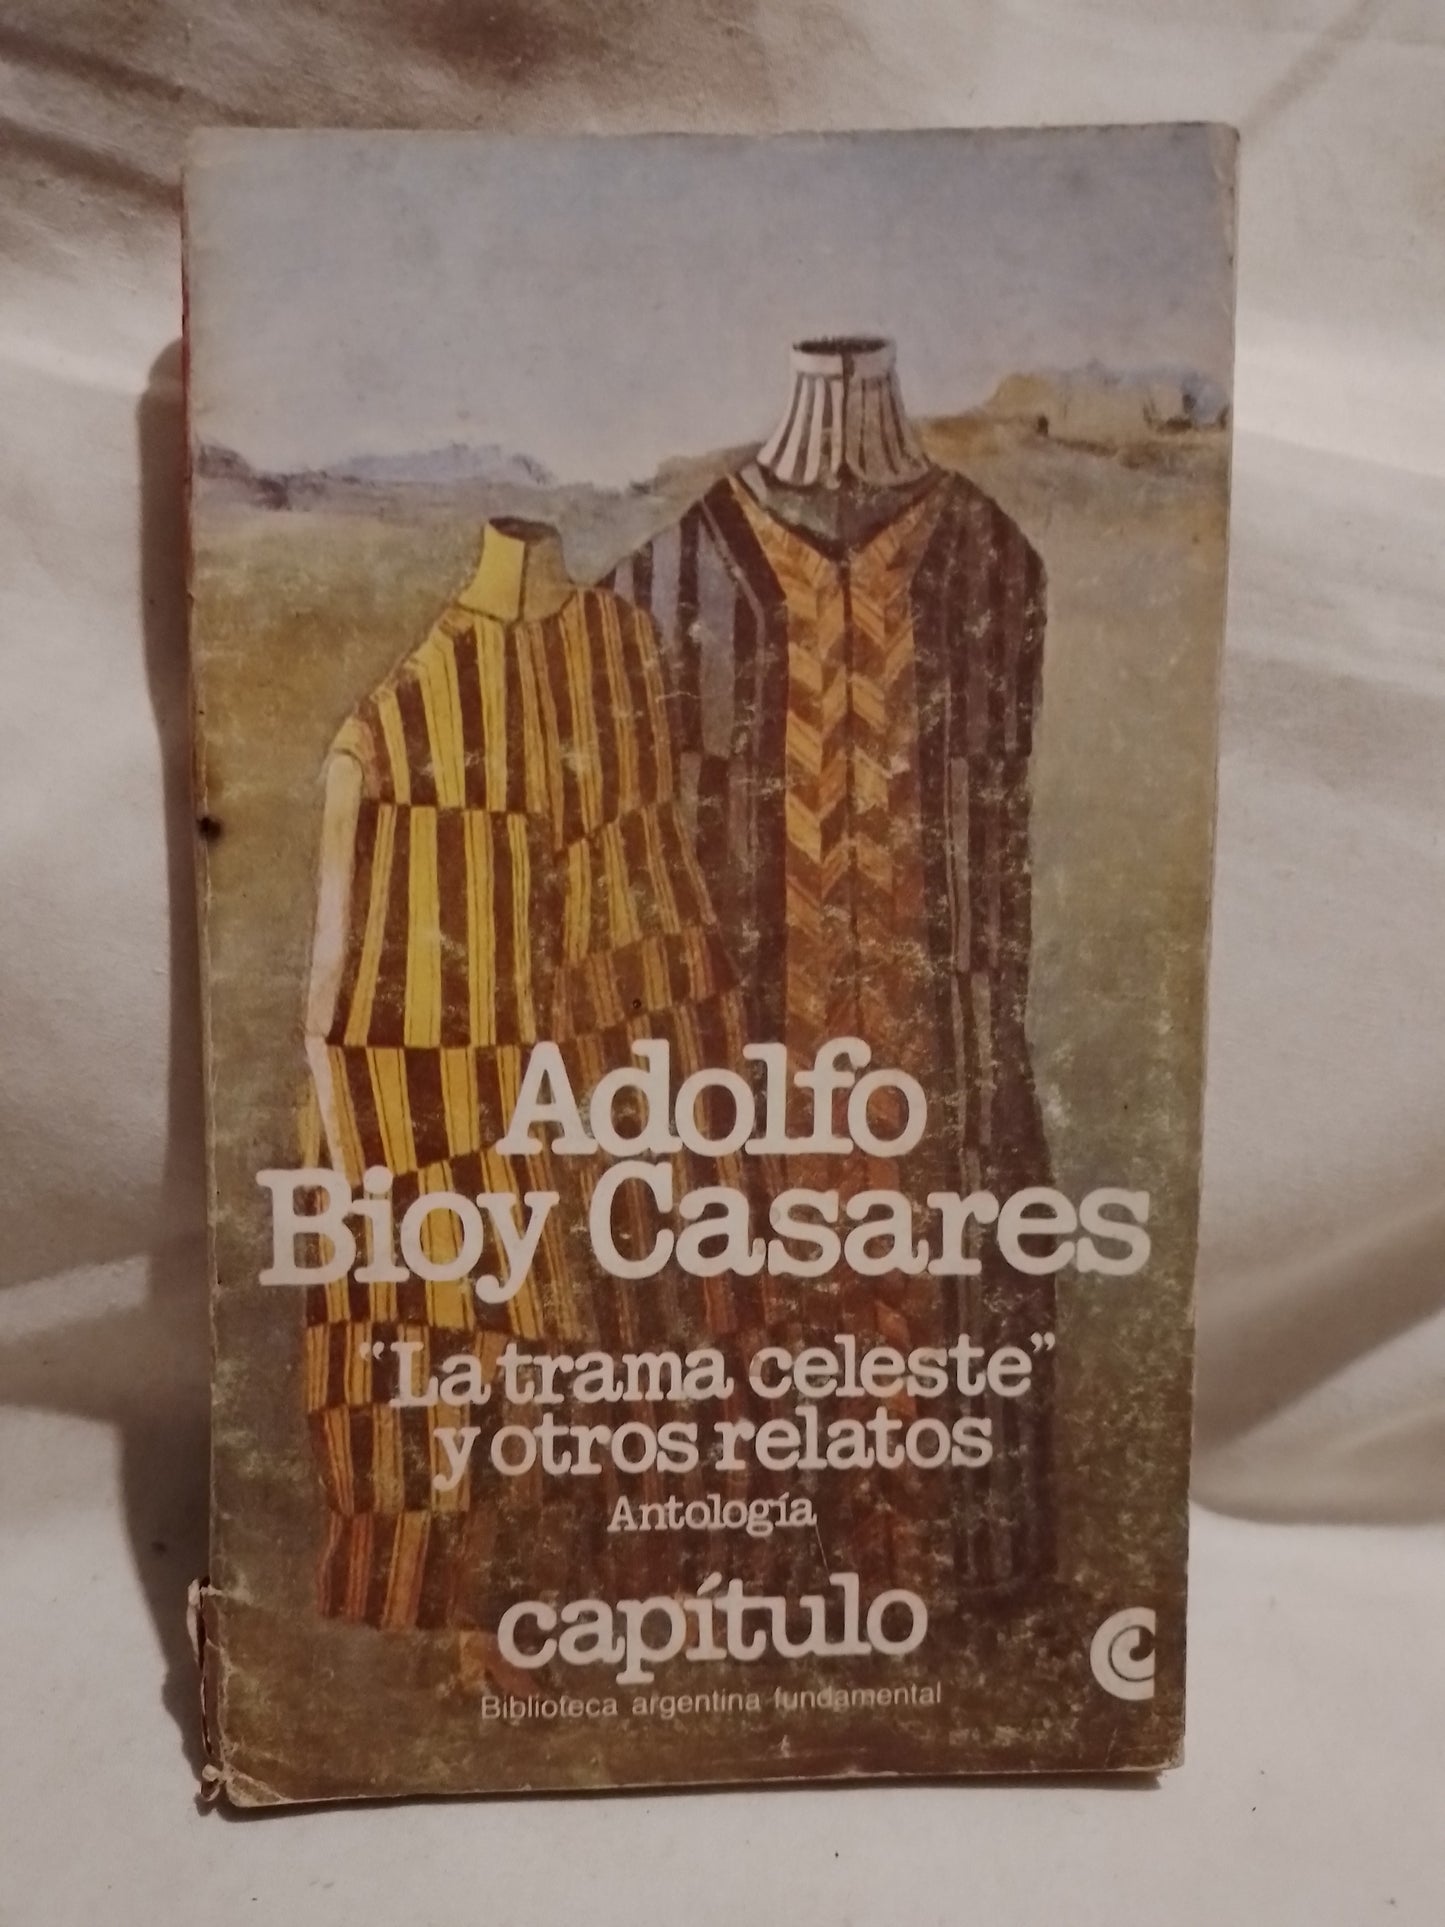 Adolfo
Bioy Casares
“La trama celeste”
y otros relatos
Antología
capítulo
Biblioteca argentina fundamental